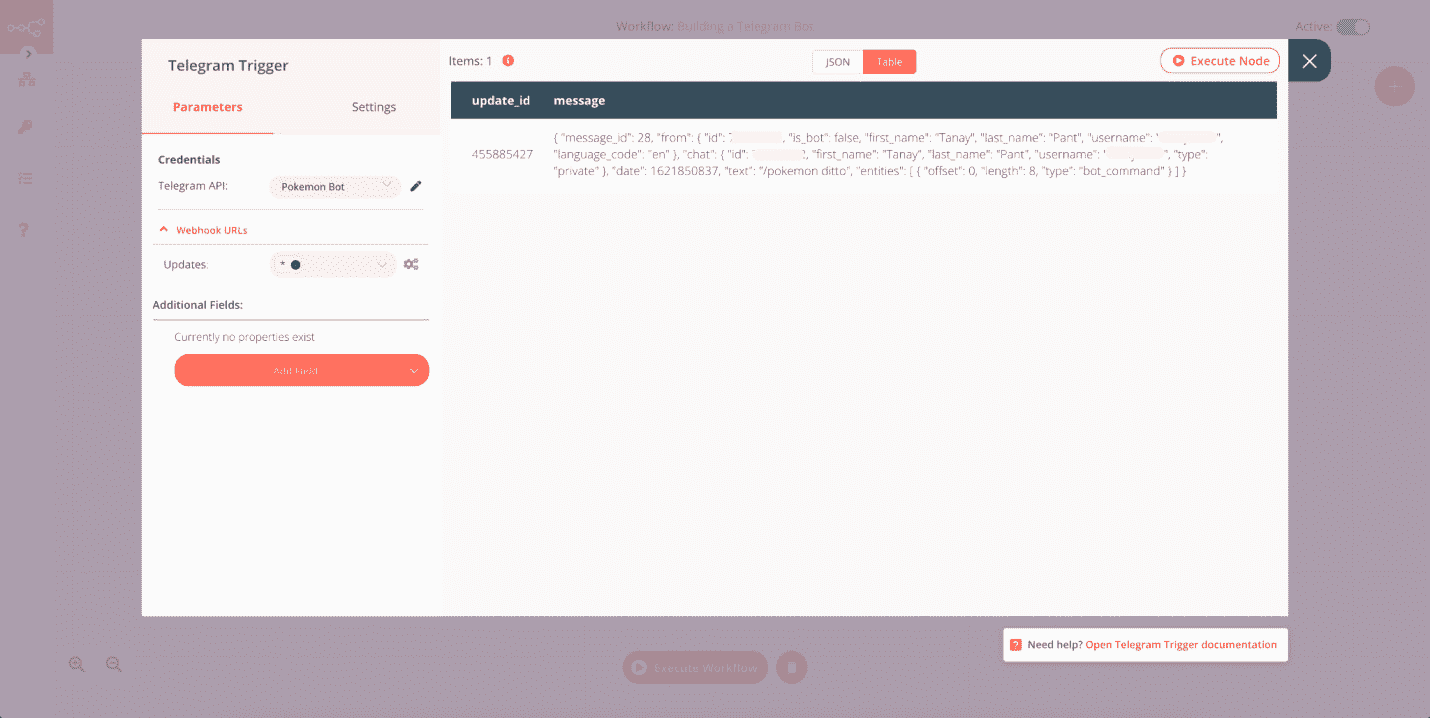 Workflow: Building a Telegram Bot
Active:
Telegram Trigger
Parameters Settings
Credentials
Telegram API: Pokemon Bot
Webhook URLs
Updates: *
Additional Fields:
Currently no properties exist
Add Field
Items: 1
JSON Table
Execute Node
update_id message
455885427
{ "message_id": 28, "from": { "id": , "is_bot": false, "first_name": "Tanay", "last_name": "Pant", "username": ",
"language_code": "en" }, "chat": { "id": , "first_name": "Tanay", "last_name": "Pant", "username": ", "type":
"private" }, "date": 1621850837, "text": "/pokemon ditto", "entities": [ { "offset": 0, "length": 8, "type": "bot_command" } ] }
Need help? Open Telegram Trigger documentation
Execute Workflow